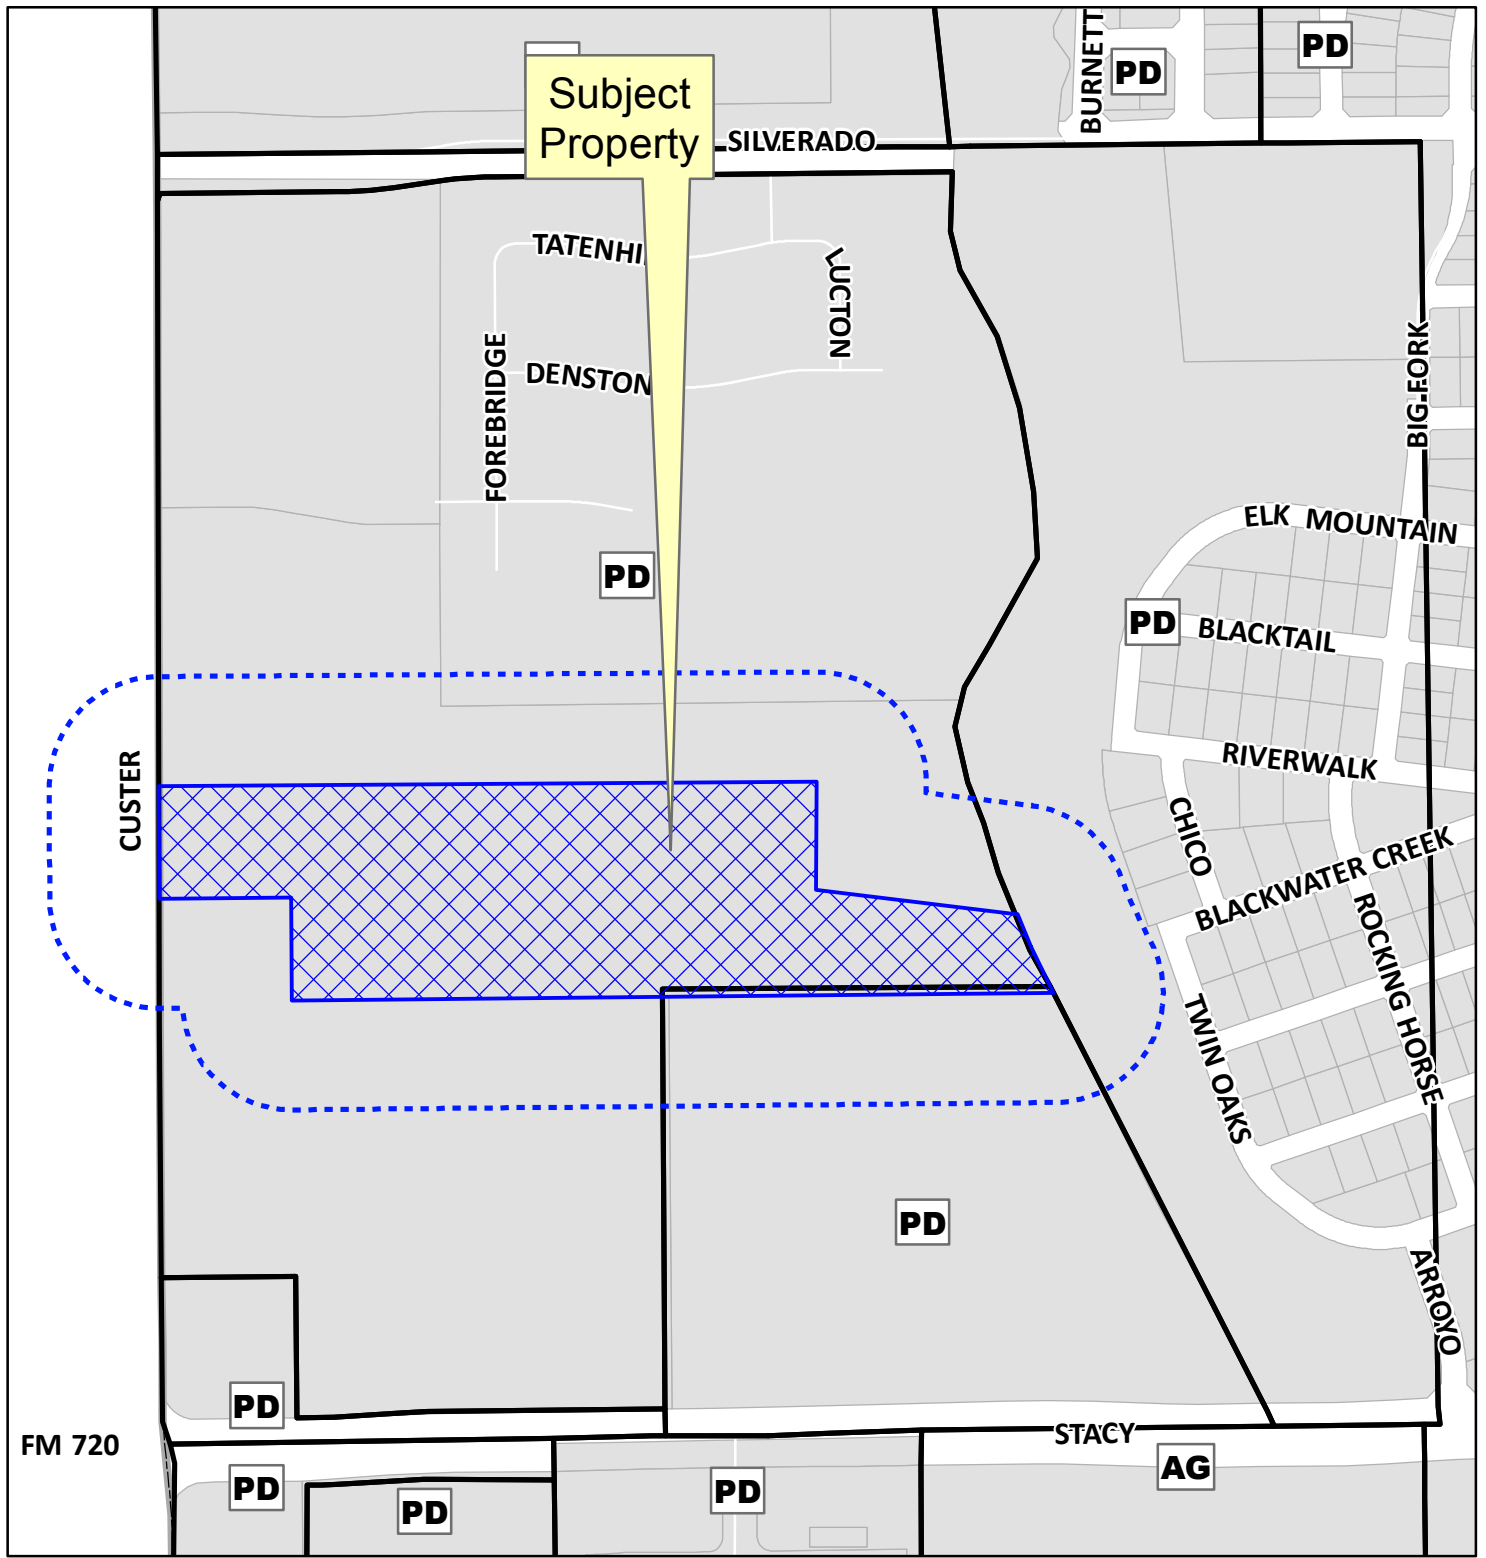 PD
BURNETT
PD
Subject
Property
SILVERADO
TATENHI
LUCTON
BIG FORK
FOREBRIDGE
DENSTON
ELK MOUNTAIN
PD
PD
BLACKTAIL
RIVERWALK
CUSTER
CHICO
BLACKWATER CREEK
ROCKING HORSE
TWIN OAKS
PD
ARROYO
PD
STACY
FM 720
AG
PD
PD
PD